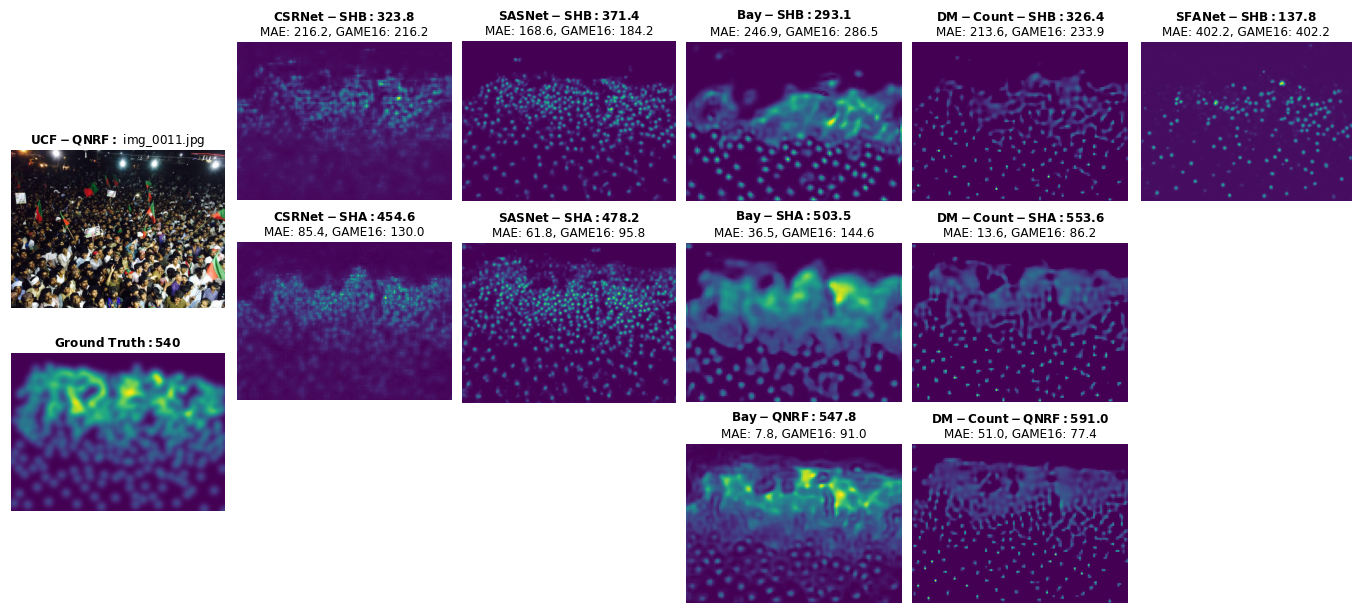 CSRNet − SHB : 323.8
MAE: 216.2, GAME16: 216.2
SASNet − SHB : 371.4
MAE: 168.6, GAME16: 184.2
Bay − SHB : 293.1
MAE: 246.9, GAME16: 286.5
DM − Count − SHB : 326.4
MAE: 213.6, GAME16: 233.9
SFANet − SHB : 137.8
MAE: 402.2, GAME16: 402.2
UCF − QNRF : img_0011.jpg
CSRNet − SHA : 454.6
MAE: 85.4, GAME16: 130.0
SASNet − SHA : 478.2
MAE: 61.8, GAME16: 95.8
Bay − SHA : 503.5
MAE: 36.5, GAME16: 144.6
DM − Count − SHA : 553.6
MAE: 13.6, GAME16: 86.2
Ground Truth : 540
Bay − QNRF : 547.8
MAE: 7.8, GAME16: 91.0
DM − Count − QNRF : 591.0
MAE: 51.0, GAME16: 77.4